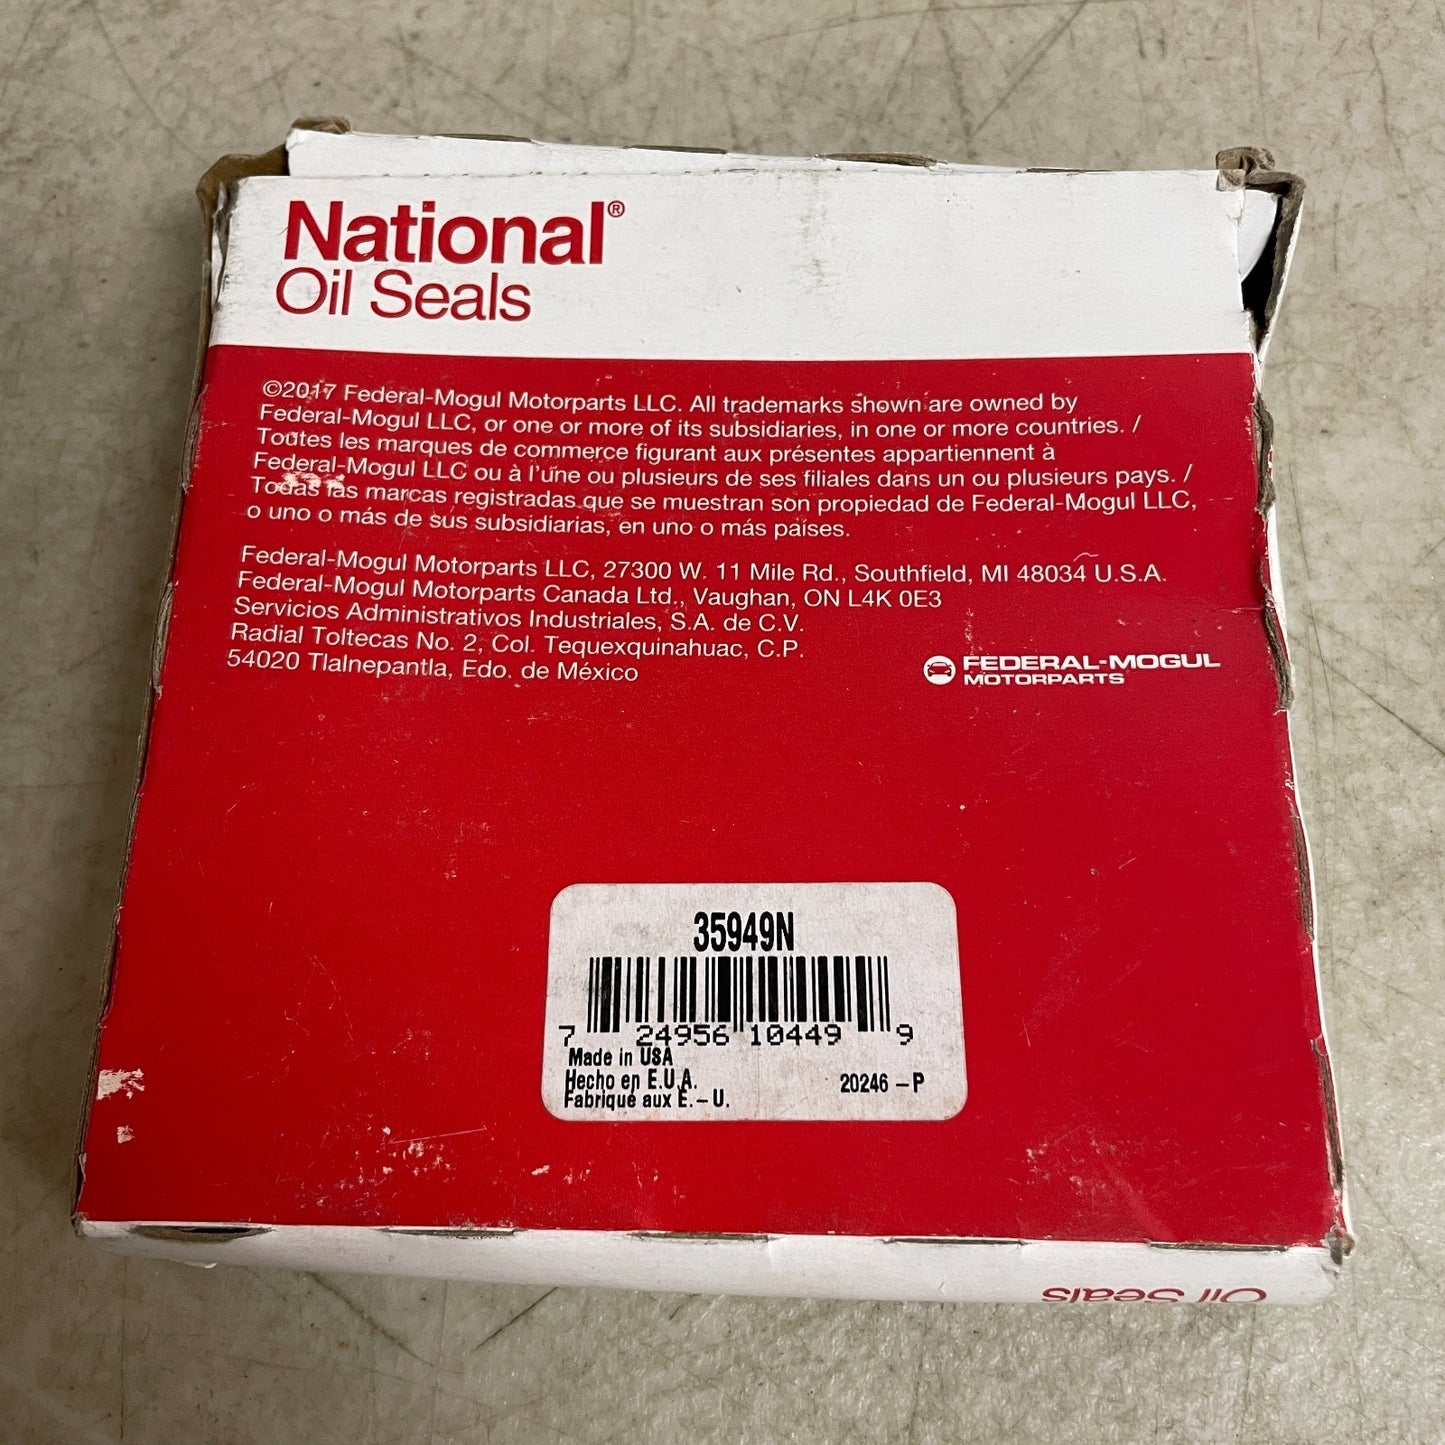 National®
Oil Seals
©2017 Federal-Mogul Motorparts LLC. All trademarks shown are owned by
Federal-Mogul LLC, or one or more of its subsidiaries, in one or more countries. /
Toutes les marques de commerce figurant aux présentes appartiennent à
Federal-Mogul LLC ou à l'une ou plusieurs de ses filiales dans un ou plusieurs pays. /
Todas las marcas registradas que se muestran son propiedad de Federal-Mogul LLC,
o uno o más de sus subsidiarias, en uno o más países.
Federal-Mogul Motorparts LLC, 27300 W. 11 Mile Rd., Southfield, MI 48034 U.S.A.
Federal-Mogul Motorparts Canada Ltd., Vaughan, ON L4K 0E3
Servicios Administrativos Industriales, S.A. de C.V.
Radial Toltecas No. 2, Col. Tequexquinahuac, C.P.
54020 Tlalnepantla, Edo. de México
FEDERAL-MOGUL
MOTORPARTS
35949N
7 24956 10449 9
Made in USA
Hecho en E.U.A.
Fabriqué aux E.-U.
20246-P
Oil Seals